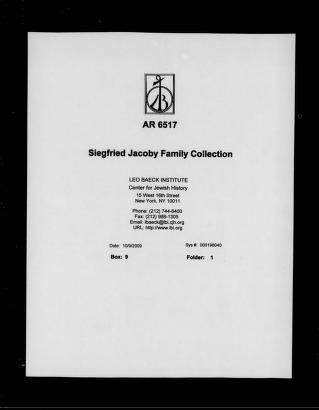 AR 6517
Siegfried Jacoby Family Collection
LEO BAECK INSTITUTE
Center for Jewish History
15 West 16th Street
New York, NY 10011
Phone: (212) 744-6400
Fax: (212) 988-1305
Email: lbaeck@lbi.cjh.org
URL: http://www.lbi.org
Date: 10/9/2009 Sys #: 000198040
Box: 9 Folder: 1